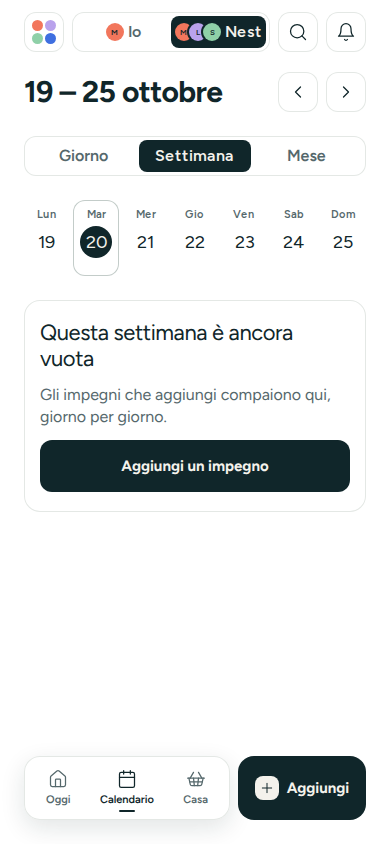 M Io M L S Nest
19 – 25 ottobre
Giorno Settimana Mese
Lun Mar Mer Gio Ven Sab Dom
19 20 21 22 23 24 25
Questa settimana è ancora
vuota
Gli impegni che aggiungi compaiono qui,
giorno per giorno.
Aggiungi un impegno
Oggi Calendario Casa Aggiungi